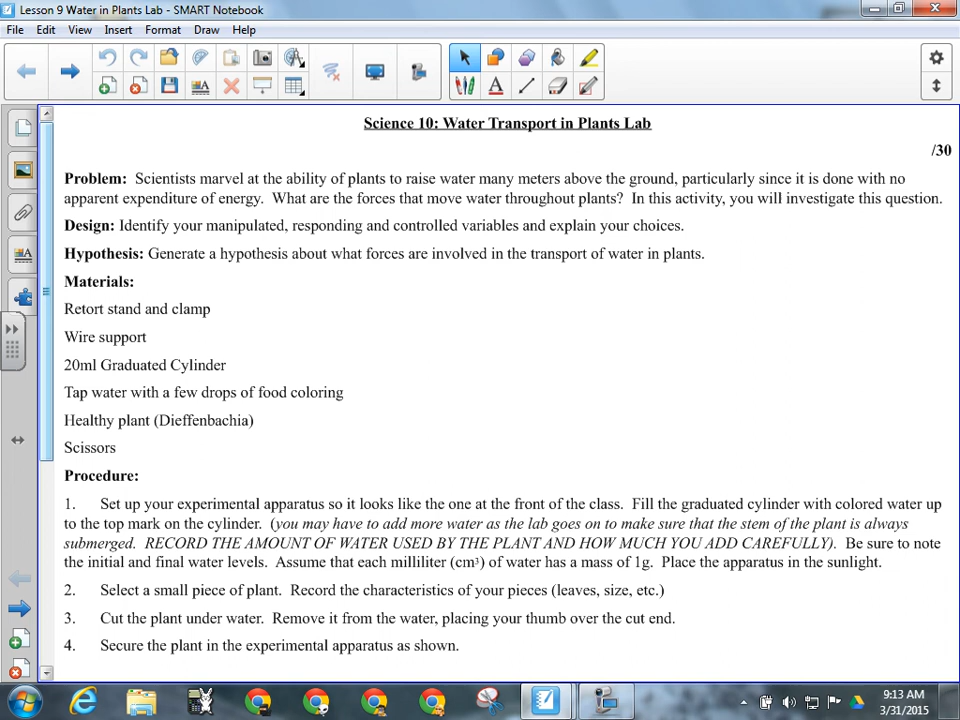 Lesson 9 Water in Plants Lab - SMART Notebook
File Edit View Insert Format Draw Help
Science 10: Water Transport in Plants Lab
/30
Problem: Scientists marvel at the ability of plants to raise water many meters above the ground, particularly since it is done with no
apparent expenditure of energy. What are the forces that move water throughout plants? In this activity, you will investigate this question.
Design: Identify your manipulated, responding and controlled variables and explain your choices.
Hypothesis: Generate a hypothesis about what forces are involved in the transport of water in plants.
Materials:
Retort stand and clamp
Wire support
20ml Graduated Cylinder
Tap water with a few drops of food coloring
Healthy plant (Dieffenbachia)
Scissors
Procedure:
1. Set up your experimental apparatus so it looks like the one at the front of the class. Fill the graduated cylinder with colored water up
to the top mark on the cylinder. (you may have to add more water as the lab goes on to make sure that the stem of the plant is always
submerged. RECORD THE AMOUNT OF WATER USED BY THE PLANT AND HOW MUCH YOU ADD CAREFULLY). Be sure to note
the initial and final water levels. Assume that each milliliter (cm³) of water has a mass of 1g. Place the apparatus in the sunlight.
2. Select a small piece of plant. Record the characteristics of your pieces (leaves, size, etc.)
3. Cut the plant under water. Remove it from the water, placing your thumb over the cut end.
4. Secure the plant in the experimental apparatus as shown.
9:13 AM
3/31/2015